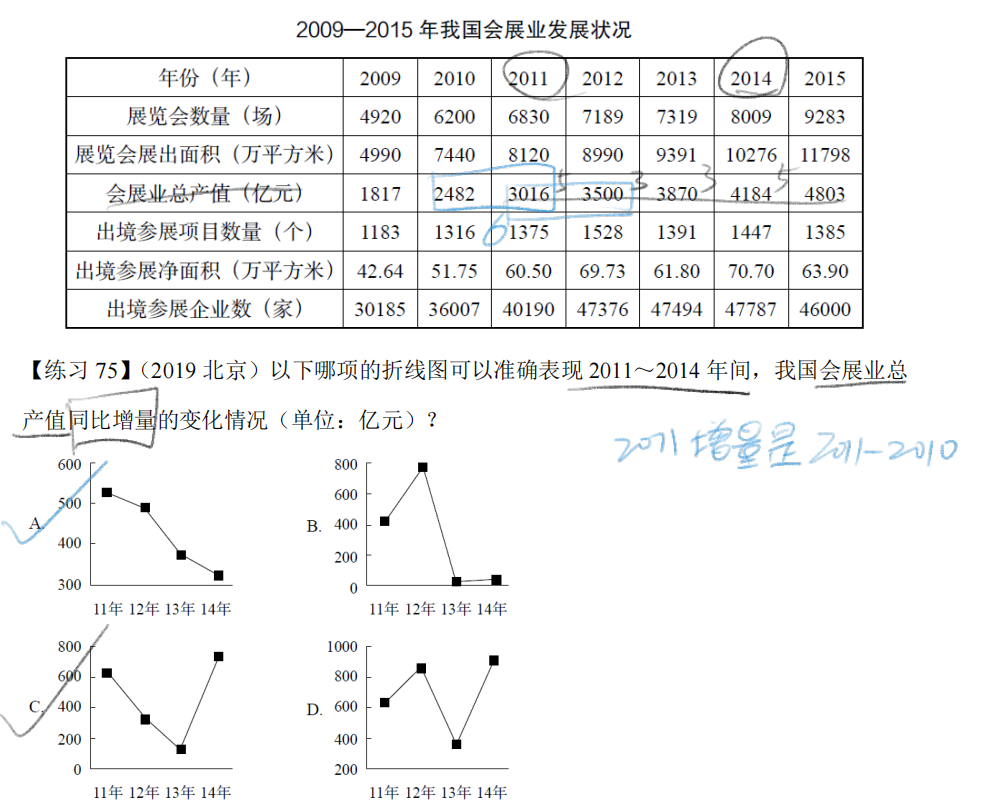 2009—2015 年我国会展业发展状况
年份（年） 2009 2010 2011 2012 2013 2014 2015
展览会数量（场） 4920 6200 6830 7189 7319 8009 9283
展览会展出面积（万平方米） 4990 7440 8120 8990 9391 10276 11798
会展业总产值（亿元） 1817 2482 3016 5 3500 3 3870 3 4184 5 4803
6
出境参展项目数量（个） 1183 1316 1375 1528 1391 1447 1385
出境参展净面积（万平方米） 42.64 51.75 60.50 69.73 61.80 70.70 63.90
出境参展企业数（家） 30185 36007 40190 47376 47494 47787 46000
【练习 75】（2019 北京）以下哪项的折线图可以准确表现 2011～2014 年间，我国会展业总
产值同比增量的变化情况（单位：亿元）？
2011 增量是 2011-2010
A.
600
500
400
300
11年 12年 13年 14年
B.
800
600
400
200
0
11年 12年 13年 14年
C.
800
600
400
200
0
11年 12年 13年 14年
D.
1000
800
600
400
200
11年 12年 13年 14年